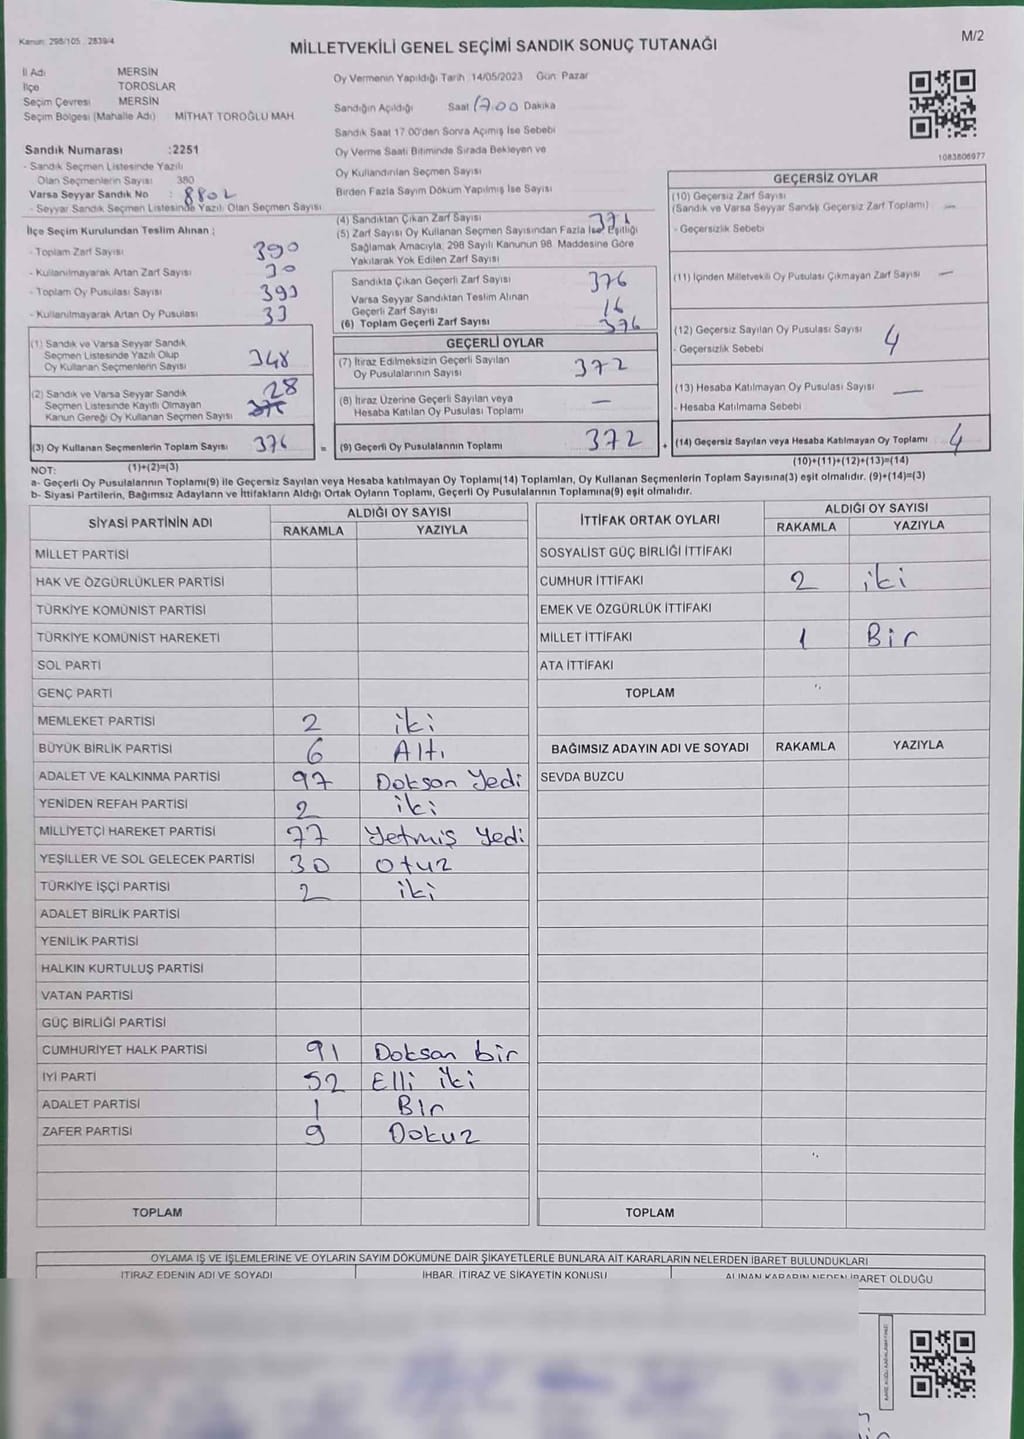 Kanun: 298/105 2839/4
MİLLETVEKİLİ GENEL SEÇİMİ SANDIK SONUÇ TUTANAĞI
M/2
İl Adı MERSİN
İlçe TOROSLAR
Seçim Çevresi MERSİN
Seçim Bölgesi (Mahalle Adı) MİTHAT TOROĞLU MAH
Sandık Numarası :2251
- Sandık Seçmen Listesinde Yazılı
Olan Seçmenlerin Sayısı 380
Varsa Seyyar Sandık No : 8802
- Seyyar Sandık Seçmen Listesinde Yazılı Olan Seçmen Sayısı
İlçe Seçim Kurulundan Teslim Alınan ;
- Toplam Zarf Sayısı 390
- Kullanılmayarak Artan Zarf Sayısı
- Toplam Oy Pusulası Sayısı
- Kullanılmayarak Artan Oy Pusulası 33
(1) Sandık ve Varsa Seyyar Sandık
Seçmen Listesinde Yazılı Olup
Oy Kullanan Seçmenlerin Sayısı 348
(2) Sandık ve Varsa Seyyar Sandık
Seçmen Listesinde Kayıtlı Olmayan
Kanun Gereği Oy Kullanan Seçmen Sayısı 28
(3) Oy Kullanan Seçmenlerin Toplam Sayısı 376
Oy Vermenin Yapıldığı Tarih :14/05/2023 Gün: Pazar
Sandığın Açıldığı Saat 17.00 Dakika
Sandık Saat 17.00'den Sonra Açımış İse Sebebi
Oy Verme Saati Bitiminde Sırada Bekleyen ve
Oy Kullandırılan Seçmen Sayısı
Birden Fazla Sayım Döküm Yapılmış İse Sayısı
(4) Sandıktan Çıkan Zarf Sayısı
(5) Zarf Sayısı Oy Kullanan Seçmen Sayısından Fazla İse Eşitliği
Sağlamak Amacıyla, 298 Sayılı Kanunun 98. Maddesine Göre
Yakılarak Yok Edilen Zarf Sayısı
Sandıkta Çıkan Geçerli Zarf Sayısı 376
Varsa Seyyar Sandıktan Teslim Alınan
Geçerli Zarf Sayısı 16
(6) Toplam Geçerli Zarf Sayısı 376
GEÇERLİ OYLAR
(7) İtiraz Edilmeksizin Geçerli Sayılan
Oy Pusulalarının Sayısı 372
(8) İtiraz Üzerine Geçerli Sayılan veya
Hesaba Katılan Oy Pusulası Toplamı —
= (9) Geçerli Oy Pusulalarının Toplamı 372 +
1083806977
GEÇERSİZ OYLAR
(10) Geçersiz Zarf Sayısı
(Sandık ve Varsa Seyyar Sandık Geçersiz Zarf Toplamı) —
- Geçersizlik Sebebi
(11) İçinden Milletvekili Oy Pusulası Çıkmayan Zarf Sayısı —
(12) Geçersiz Sayılan Oy Pusulası Sayısı 4
- Geçersizlik Sebebi
(13) Hesaba Katılmayan Oy Pusulası Sayısı —
- Hesaba Katılmama Sebebi
(14) Geçersiz Sayılan veya Hesaba Katılmayan Oy Toplamı 4
NOT: (1)+(2)=(3) (10)+(11)+(12)+(13)=(14)
a- Geçerli Oy Pusulalarının Toplamı(9) ile Geçersiz Sayılan veya Hesaba katılmayan Oy Toplamı(14) Toplamları, Oy Kullanan Seçmenlerin Toplam Sayısına(3) eşit olmalıdır. (9)+(14)=(3)
b- Siyasi Partilerin, Bağımsız Adayların ve İttifakların Aldığı Ortak Oyların Toplamı, Geçerli Oy Pusulalarının Toplamına(9) eşit olmalıdır.
SİYASİ PARTİNİN ADI ALDIĞI OY SAYISI
RAKAMLA YAZIYLA
MİLLET PARTİSİ
HAK VE ÖZGÜRLÜKLER PARTİSİ
TÜRKİYE KOMÜNİST PARTİSİ
TÜRKİYE KOMÜNİST HAREKETİ
SOL PARTİ
GENÇ PARTİ
MEMLEKET PARTİSİ 2 iki
BÜYÜK BİRLİK PARTİSİ 6 Altı
ADALET VE KALKINMA PARTİSİ 97 Doksan Yedi
YENİDEN REFAH PARTİSİ 2 iki
MİLLİYETÇİ HAREKET PARTİSİ 77 Yetmiş Yedi
YEŞİLLER VE SOL GELECEK PARTİSİ 30 Otuz
TÜRKİYE İŞÇİ PARTİSİ 2 iki
ADALET BİRLİK PARTİSİ
YENİLİK PARTİSİ
HALKIN KURTULUŞ PARTİSİ
VATAN PARTİSİ
GÜÇ BİRLİĞİ PARTİSİ
CUMHURİYET HALK PARTİSİ 91 Doksan bir
İYİ PARTİ 52 Elli iki
ADALET PARTİSİ 1 Bir
ZAFER PARTİSİ 9 Dokuz
TOPLAM
İTTİFAK ORTAK OYLARI ALDIĞI OY SAYISI
RAKAMLA YAZIYLA
SOSYALİST GÜÇ BİRLİĞİ İTTİFAKI
CUMHUR İTTİFAKI 2 iki
EMEK VE ÖZGÜRLÜK İTTİFAKI
MİLLET İTTİFAKI 1 Bir
ATA İTTİFAKI
TOPLAM
BAĞIMSIZ ADAYIN ADI VE SOYADI RAKAMLA YAZIYLA
SEVDA BUZCU
TOPLAM
OYLAMA İŞ VE İŞLEMLERİNE VE OYLARIN SAYIM DÖKÜMÜNE DAİR ŞİKAYETLERLE BUNLARA AİT KARARLARIN NELERDEN İBARET BULUNDUKLARI
İTİRAZ EDENİN ADI VE SOYADI İHBAR, İTİRAZ VE ŞİKAYETİN KONUSU ALINAN KARARIN NEDEN İBARET OLDUĞU